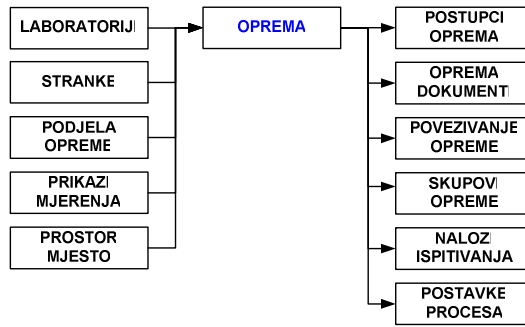 LABORATORIJI
STRANKE
PODJELA
OPREME
PRIKAZI
MJERENJA
PROSTOR
MJESTO
OPREMA
POSTUPCI
OPREMA
OPREMA
DOKUMENTI
POVEZIVANJE
OPREME
SKUPOVI
OPREME
NALOZI
ISPITIVANJA
POSTAVKE
PROCESA